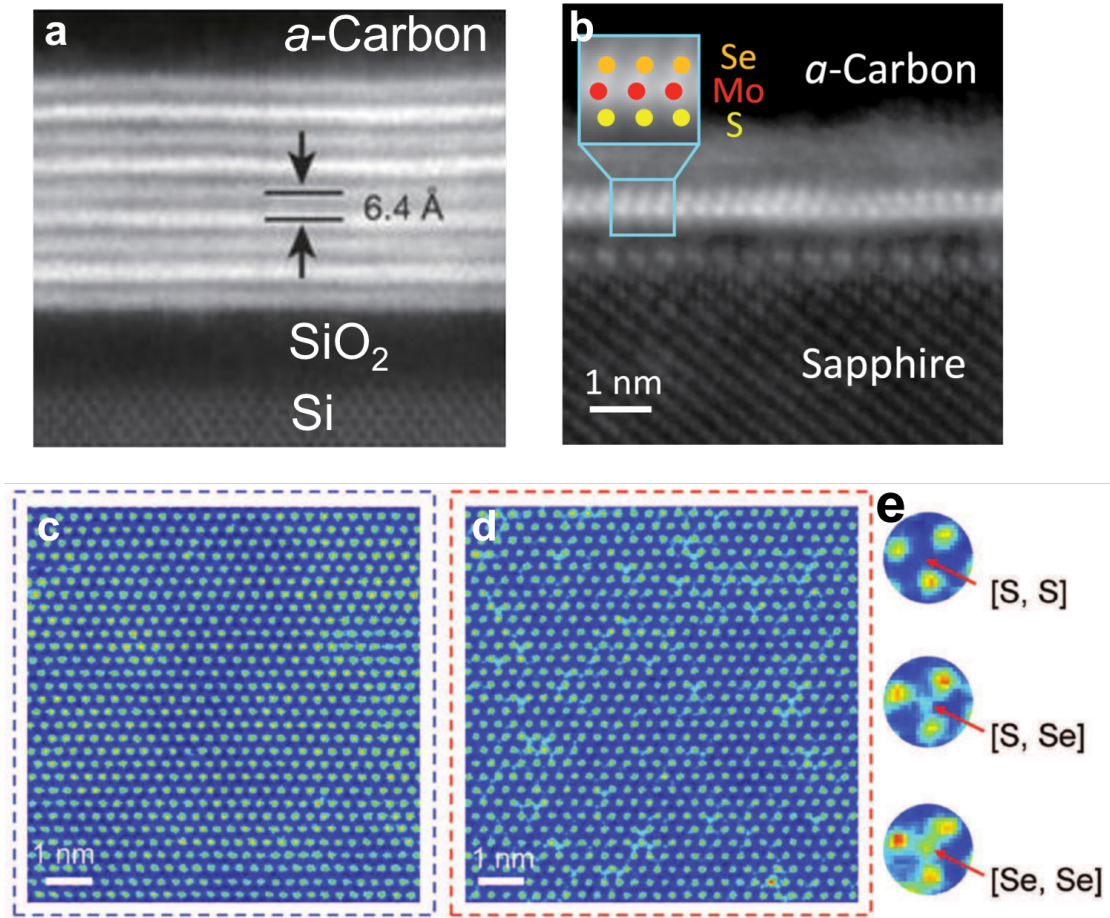 a
a-Carbon
6.4 Å
SiO₂
Si
b
Se
Mo
S
a-Carbon
Sapphire
1 nm
c
1 nm
d
1 nm
e
[S, S]
[S, Se]
[Se, Se]